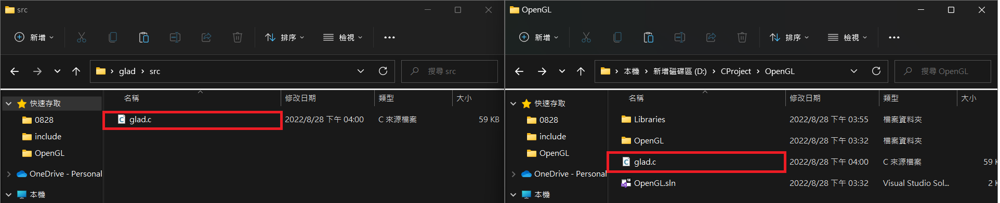 src
新增
排序
檢視
glad > src
搜尋 src
名稱 修改日期 類型 大小
快速存取
0828
include
OpenGL
OneDrive - Personal
本機
glad.c 2022/8/28 下午 04:00 C 來源檔案 59 KB
OpenGL
新增
排序
檢視
本機 > 新增磁碟區 (D:) > CProject > OpenGL
搜尋 OpenGL
名稱 修改日期 類型 大小
快速存取
0828
include
OpenGL
OneDrive - Personal
本機
Libraries 2022/8/28 下午 03:55 檔案資料夾
OpenGL 2022/8/28 下午 03:32 檔案資料夾
glad.c 2022/8/28 下午 04:00 C 來源檔案 59 K
OpenGL.sln 2022/8/28 下午 03:32 Visual Studio Sol... 2 K